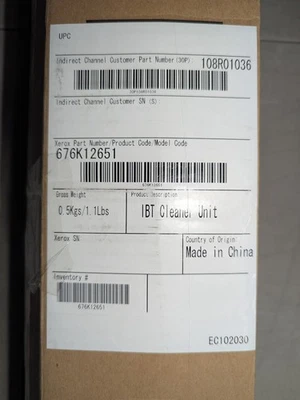 UPC
Indirect Channel Customer Part Number(30P) 108R01036
Indirect Channel Customer SN (S)
Xerox Part Number/Product Code/Model Code
676K12651
676K12651
Gross Weight
0.5Kgs/1.1Lbs
Product Description
IBT Cleaner Unit
Xerox SN
Country of Origin
Made in China
Inventory #
676K12651
EC102030